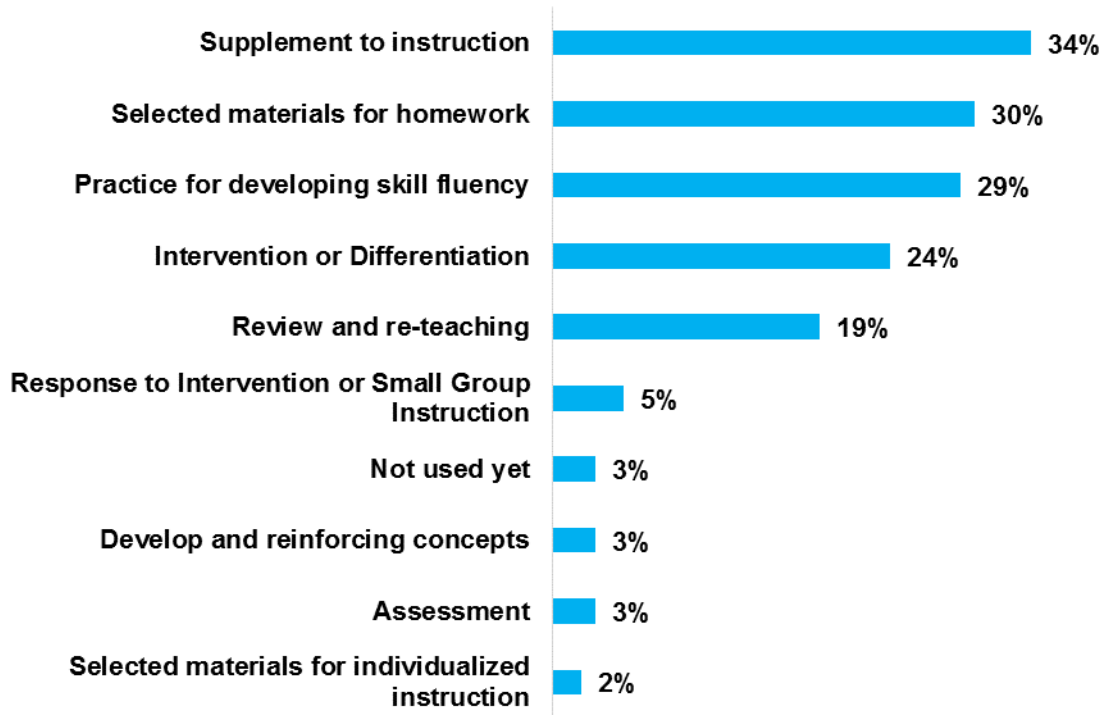 Supplement to instruction 34%
Selected materials for homework 30%
Practice for developing skill fluency 29%
Intervention or Differentiation 24%
Review and re-teaching 19%
Response to Intervention or Small Group
Instruction 5%
Not used yet 3%
Develop and reinforcing concepts 3%
Assessment 3%
Selected materials for individualized
instruction 2%